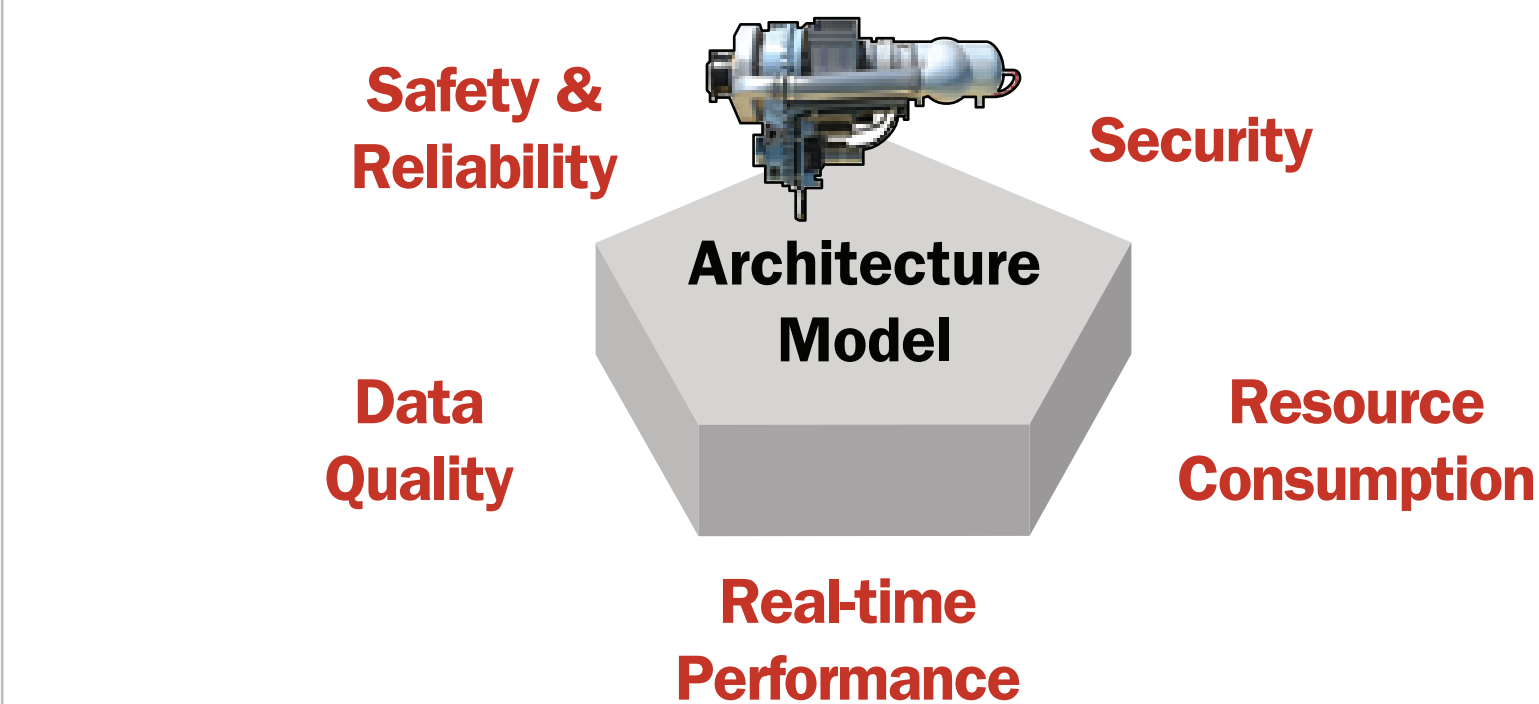 Safety &
Reliability
Security
Architecture
Model
Data
Quality
Resource
Consumption
Real-time
Performance